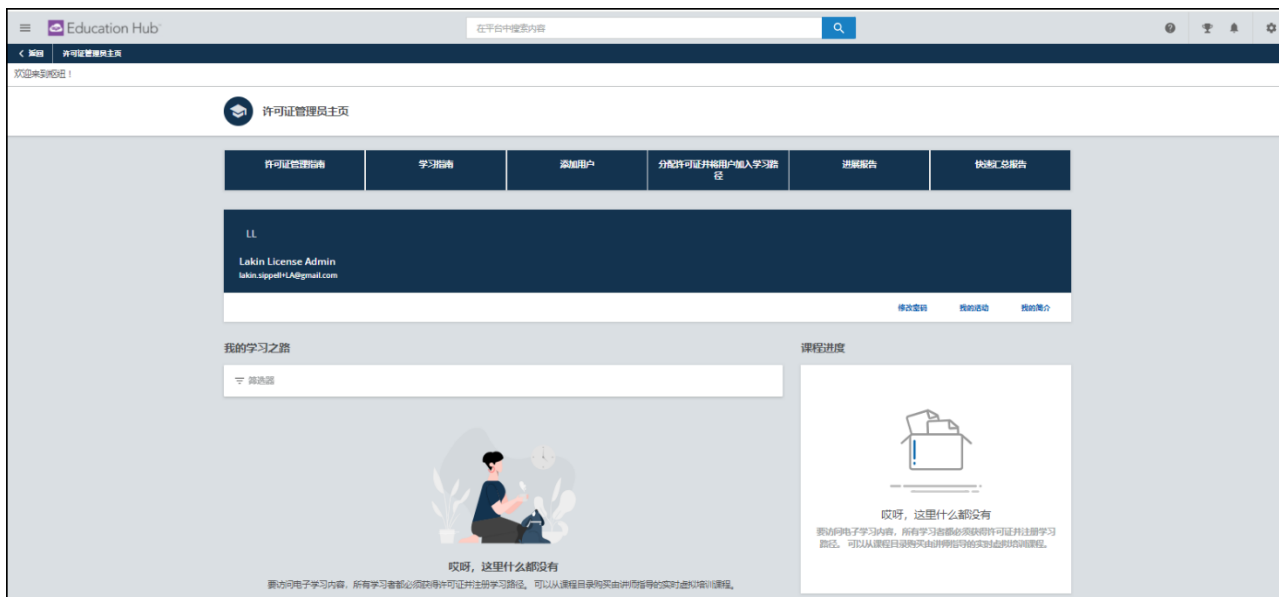 Education Hub
在平台中搜索内容
返回 许可证管理员主页
欢迎来到枢纽！
许可证管理员主页
许可证管理指南 学习指南 添加用户 分配许可证并将用户加入学习路 进展报告 快速汇总报告
径
LL
Lakin License Admin
lakin.sippell+LA@gmail.com
修改密码 我的活动 我的简介
我的学习之路 课程进度
筛选器
哎呀，这里什么都没有
要访问电子学习内容，所有学习者都必须获得许可证并注册学习
路径。 可以从课程目录购买由讲师指导的实时虚拟培训课程。
哎呀，这里什么都没有
要访问电子学习内容，所有学习者都必须获得许可证并注册学习路径。可以从课程目录购买由讲师指导的实时虚拟培训课程。